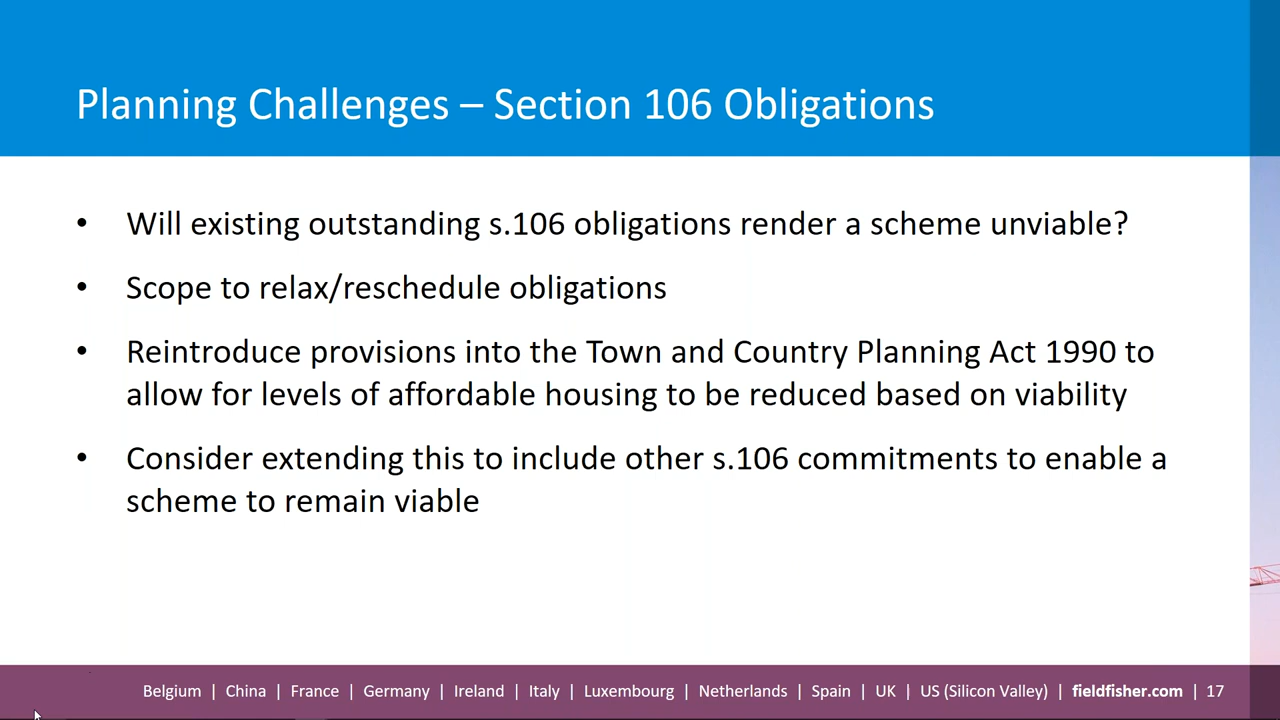 Planning Challenges – Section 106 Obligations
• Will existing outstanding s.106 obligations render a scheme unviable?
• Scope to relax/reschedule obligations
• Reintroduce provisions into the Town and Country Planning Act 1990 to
allow for levels of affordable housing to be reduced based on viability
• Consider extending this to include other s.106 commitments to enable a
scheme to remain viable
Belgium | China | France | Germany | Ireland | Italy | Luxembourg | Netherlands | Spain | UK | US (Silicon Valley) | fieldfisher.com | 17